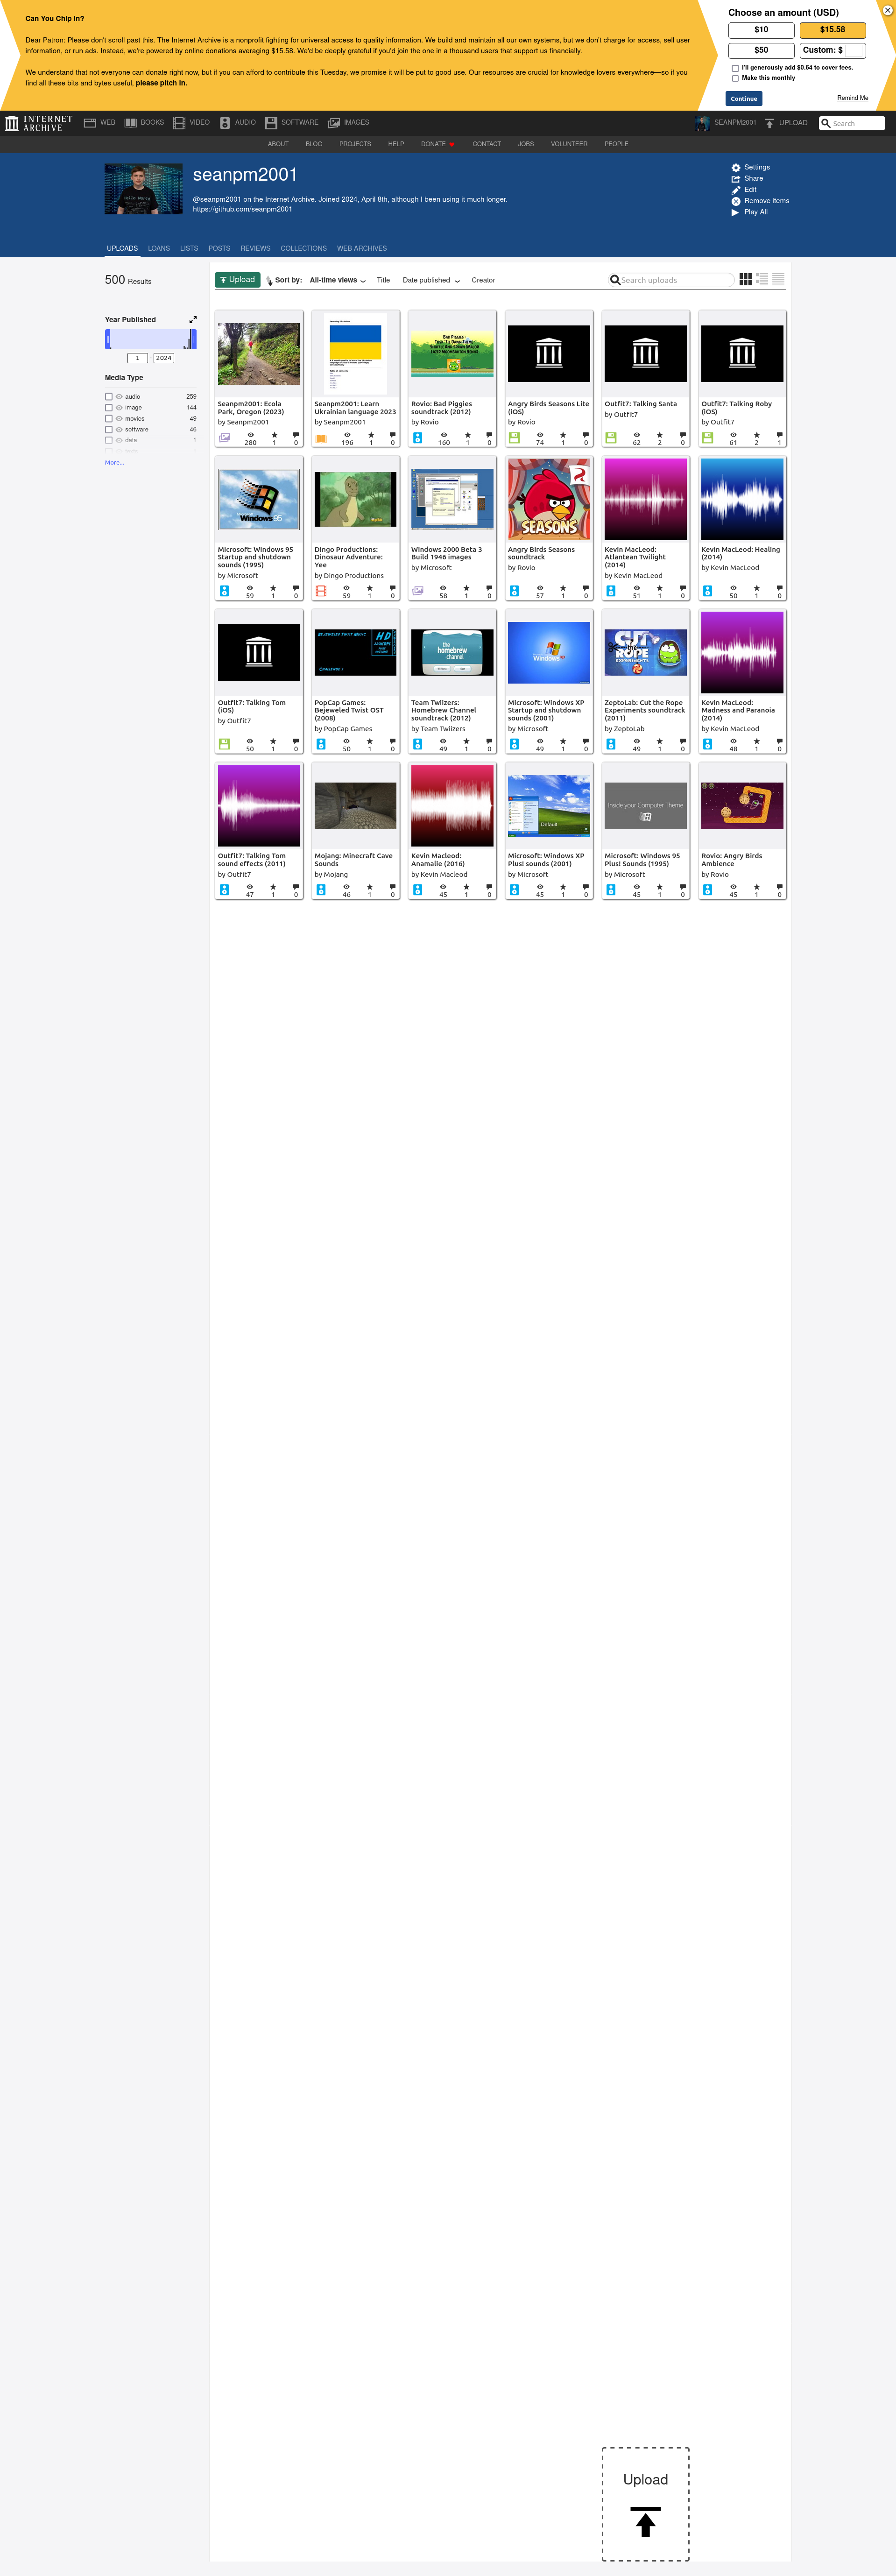 Can You Chip In?
Dear Patron: Please don't scroll past this. The Internet Archive is a nonprofit fighting for universal access to quality information. We build and maintain all our own systems, but we don't charge for access, sell user
information, or run ads. Instead, we're powered by online donations averaging $15.58. We'd be deeply grateful if you'd join the one in a thousand users that support us financially.
We understand that not everyone can donate right now, but if you can afford to contribute this Tuesday, we promise it will be put to good use. Our resources are crucial for knowledge lovers everywhere—so if you
find all these bits and bytes useful, please pitch in.
Choose an amount (USD)
$10 $15.58
$50 Custom: $
I'll generously add $0.64 to cover fees.
Make this monthly
Continue Remind Me
INTERNET ARCHIVE WEB BOOKS VIDEO AUDIO SOFTWARE IMAGES SEANPM2001 UPLOAD Search
ABOUT BLOG PROJECTS HELP DONATE CONTACT JOBS VOLUNTEER PEOPLE
seanpm2001
@seanpm2001 on the Internet Archive. Joined 2024, April 8th, although I been using it much longer.
https://github.com/seanpm2001
Settings
Share
Edit
Remove items
Play All
UPLOADS LOANS LISTS POSTS REVIEWS COLLECTIONS WEB ARCHIVES
500 Results
Year Published
1 - 2024
Media Type
audio 259
image 144
movies 49
software 46
data 1
More...
Upload Sort by: All-time views Title Date published Creator Search uploads
Seanpm2001: Ecola
Park, Oregon (2023)
by Seanpm2001
280 1 0
Seanpm2001: Learn
Ukrainian language 2023
by Seanpm2001
196 1 0
Rovio: Bad Piggies
soundtrack (2012)
by Rovio
160 1 0
Angry Birds Seasons Lite
(iOS)
by Rovio
74 1 0
Outfit7: Talking Santa
by Outfit7
62 2 0
Outfit7: Talking Roby
(iOS)
by Outfit7
61 2 1
Windows 95
Microsoft: Windows 95
Startup and shutdown
sounds (1995)
by Microsoft
59 1 0
Dingo Productions:
Dinosaur Adventure:
Yee
by Dingo Productions
59 1 0
Windows 2000 Beta 3
Build 1946 images
by Microsoft
58 1 0
SEASONS
Angry Birds Seasons
soundtrack
by Rovio
57 1 0
Kevin MacLeod:
Atlantean Twilight
(2014)
by Kevin MacLeod
51 1 0
Kevin MacLeod: Healing
(2014)
by Kevin MacLeod
50 1 0
Outfit7: Talking Tom
(iOS)
by Outfit7
50 1 0
Bejeweled Twist Music
HD
Challenge 1
PopCap Games:
Bejeweled Twist OST
(2008)
by PopCap Games
50 1 0
the homebrew channel
Team Twiizers:
Homebrew Channel
soundtrack (2012)
by Team Twiizers
49 1 0
Windows xp
Microsoft: Windows XP
Startup and shutdown
sounds (2001)
by Microsoft
49 1 0
CUT THE ROPE
EXPERIMENTS
ZeptoLab: Cut the Rope
Experiments soundtrack
(2011)
by ZeptoLab
49 1 0
Kevin MacLeod:
Madness and Paranoia
(2014)
by Kevin MacLeod
48 1 0
Outfit7: Talking Tom
sound effects (2011)
by Outfit7
47 1 0
Mojang: Minecraft Cave
Sounds
by Mojang
46 1 0
Kevin Macleod:
Anamalie (2016)
by Kevin Macleod
45 1 0
Default
Microsoft: Windows XP
Plus! sounds (2001)
by Microsoft
45 1 0
Inside your Computer Theme
Microsoft: Windows 95
Plus! Sounds (1995)
by Microsoft
45 1 0
Rovio: Angry Birds
Ambience
by Rovio
45 1 0
Upload